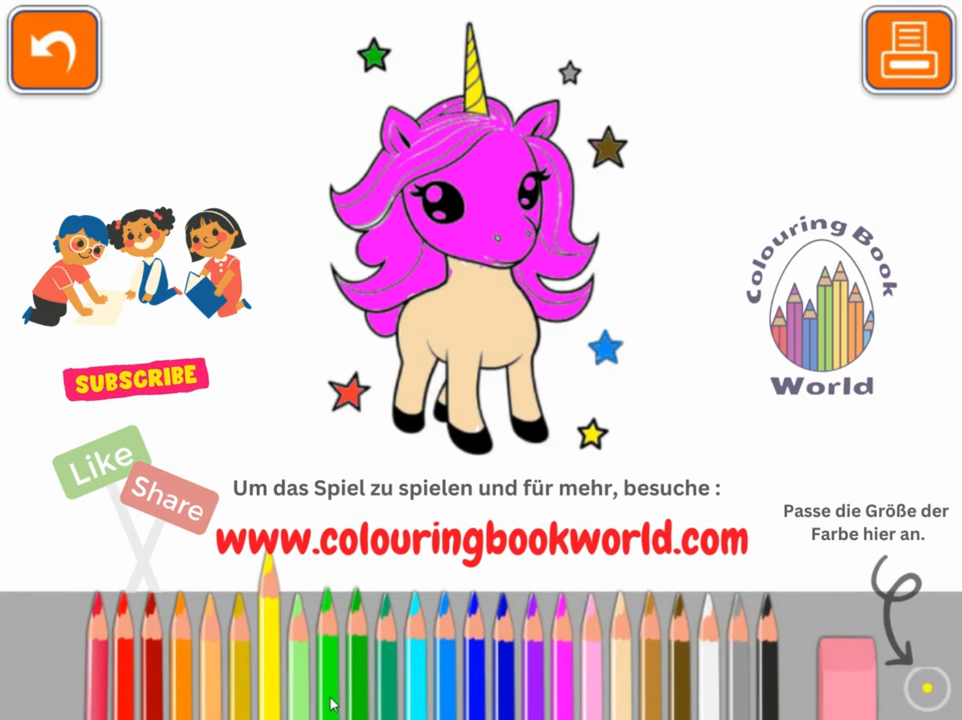 Colouring Book
World
SUBSCRIBE
Like
Share
Um das Spiel zu spielen und für mehr, besuche :
www.colouringbookworld.com
Passe die Größe der
Farbe hier an.